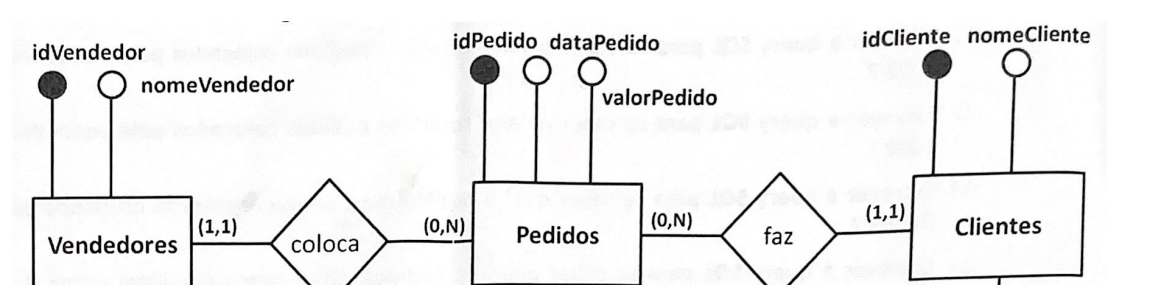 idVendedor
nomeVendedor
idPedido dataPedido
valorPedido
idCliente nomeCliente
Vendedores
(1,1)
coloca
(0,N)
Pedidos
(0,N)
faz
(1,1)
Clientes